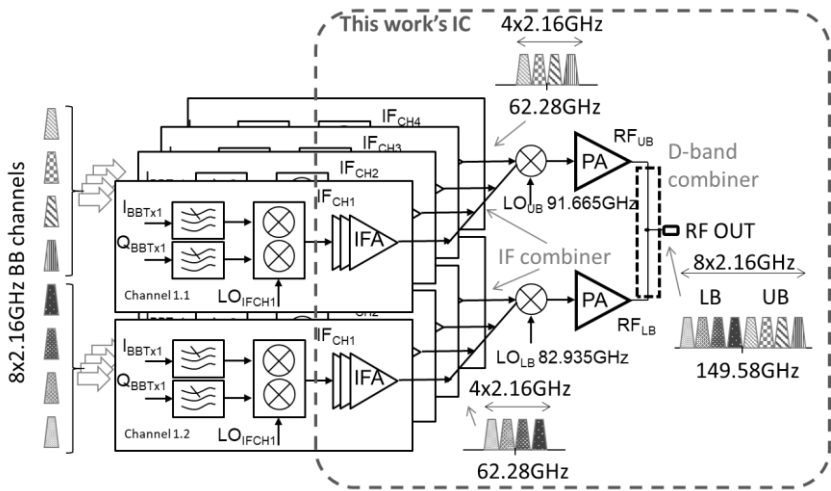 This work's IC
4x2.16GHz
62.28GHz
IF_CH4
IF_CH3
IF_CH2
IF_CH1
I_BBTx1
Q_BBTx1
IFA
Channel 1.1
LO_IFCH1
8x2.16GHz BB channels
PA
RF_UB
D-band
combiner
LO_UB 91.665GHz
RF OUT
IF combiner
8x2.16GHz
LB UB
149.58GHz
PA
RF_LB
LO_LB 82.935GHz
IF_CH1
I_BBTx1
Q_BBTx1
IFA
Channel 1.2
LO_IFCH1
4x2.16GHz
62.28GHz